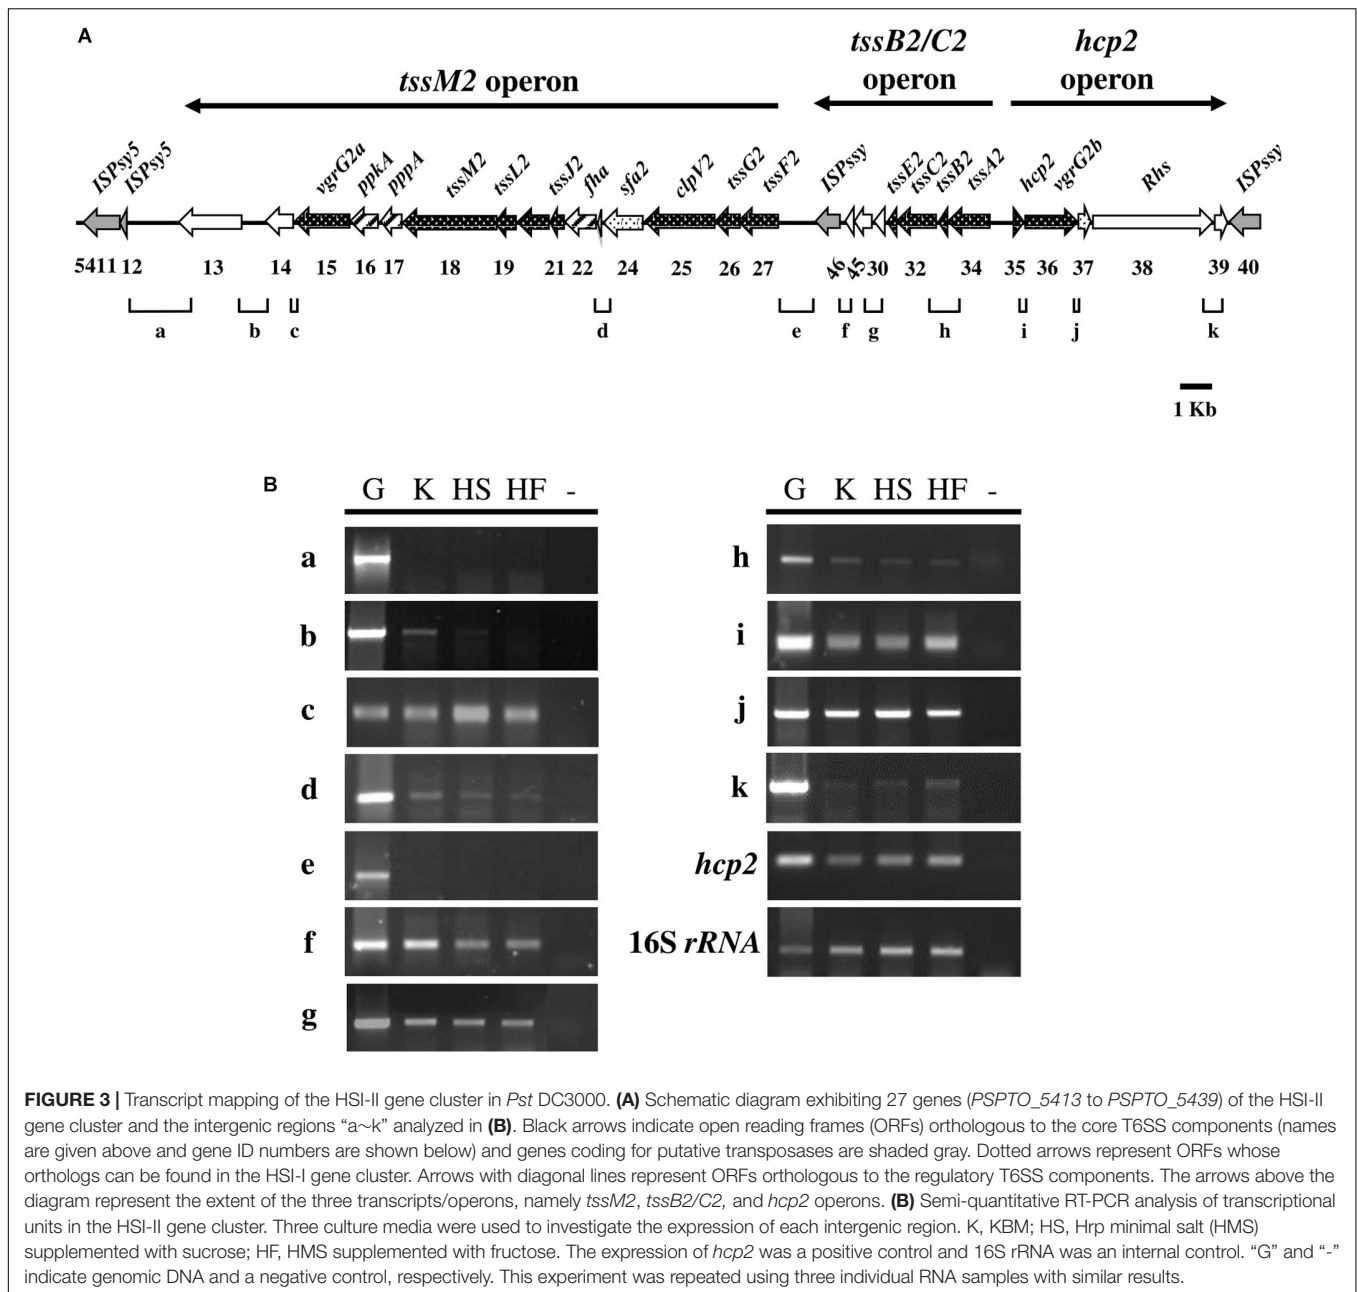 A
tssM2 operon
tssB2/C2
operon
hcp2
operon
ISPsy5 ISPsy5 vgrG2a ppkA pppA tssM2 tssL2 tssJ2 fha sfa2 clpV2 tssG2 tssF2 ISPssy tssE2 tssC2 tssB2 tssA2 hcp2 vgrG2b Rhs ISPssy
5411 12 13 14 15 16 17 18 19 21 22 24 25 26 27 46 45 30 32 34 35 36 37 38 39 40
a b c d e f g h i j k
1 Kb
B
G K HS HF -
a
b
c
d
e
f
g
G K HS HF -
h
i
j
k
hcp2
16S rRNA
FIGURE 3 | Transcript mapping of the HSI-II gene cluster in Pst DC3000. (A) Schematic diagram exhibiting 27 genes (PSPTO_5413 to PSPTO_5439) of the HSI-II
gene cluster and the intergenic regions “a~k” analyzed in (B). Black arrows indicate open reading frames (ORFs) orthologous to the core T6SS components (names
are given above and gene ID numbers are shown below) and genes coding for putative transposases are shaded gray. Dotted arrows represent ORFs whose
orthologs can be found in the HSI-I gene cluster. Arrows with diagonal lines represent ORFs orthologous to the regulatory T6SS components. The arrows above the
diagram represent the extent of the three transcripts/operons, namely tssM2, tssB2/C2, and hcp2 operons. (B) Semi-quantitative RT-PCR analysis of transcriptional
units in the HSI-II gene cluster. Three culture media were used to investigate the expression of each intergenic region. K, KBM; HS, Hrp minimal salt (HMS)
supplemented with sucrose; HF, HMS supplemented with fructose. The expression of hcp2 was a positive control and 16S rRNA was an internal control. “G” and “-”
indicate genomic DNA and a negative control, respectively. This experiment was repeated using three individual RNA samples with similar results.